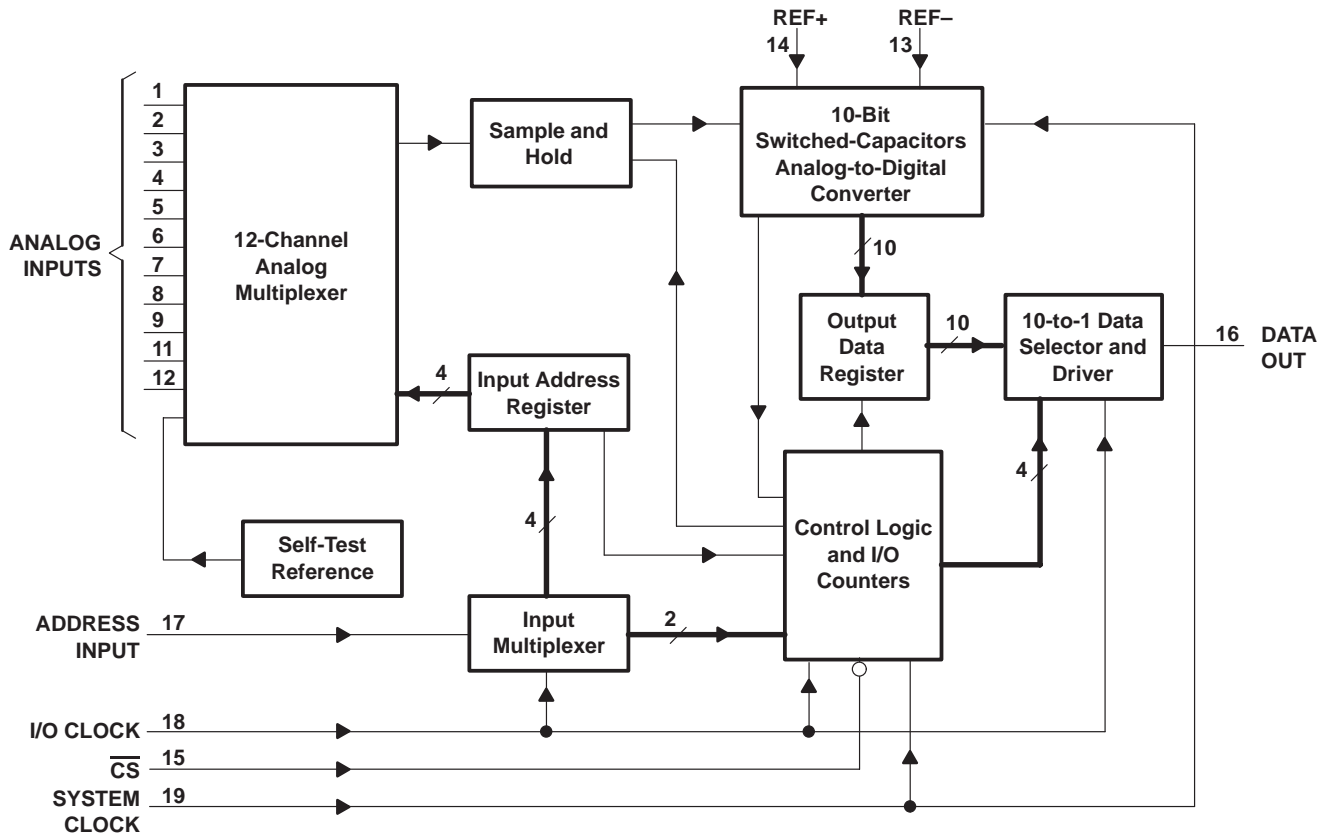 REF+
REF–
14
13
1
2
3
4
5
6
7
8
9
11
12
ANALOG
INPUTS
12-Channel
Analog
Multiplexer
Sample and
Hold
10-Bit
Switched-Capacitors
Analog-to-Digital
Converter
10
Output
Data
Register
10
10-to-1 Data
Selector and
Driver
16
DATA
OUT
4
Input Address
Register
4
4
Self-Test
Reference
Control Logic
and I/O
Counters
ADDRESS
INPUT
17
Input
Multiplexer
2
I/O CLOCK
18
CS
15
SYSTEM
CLOCK
19